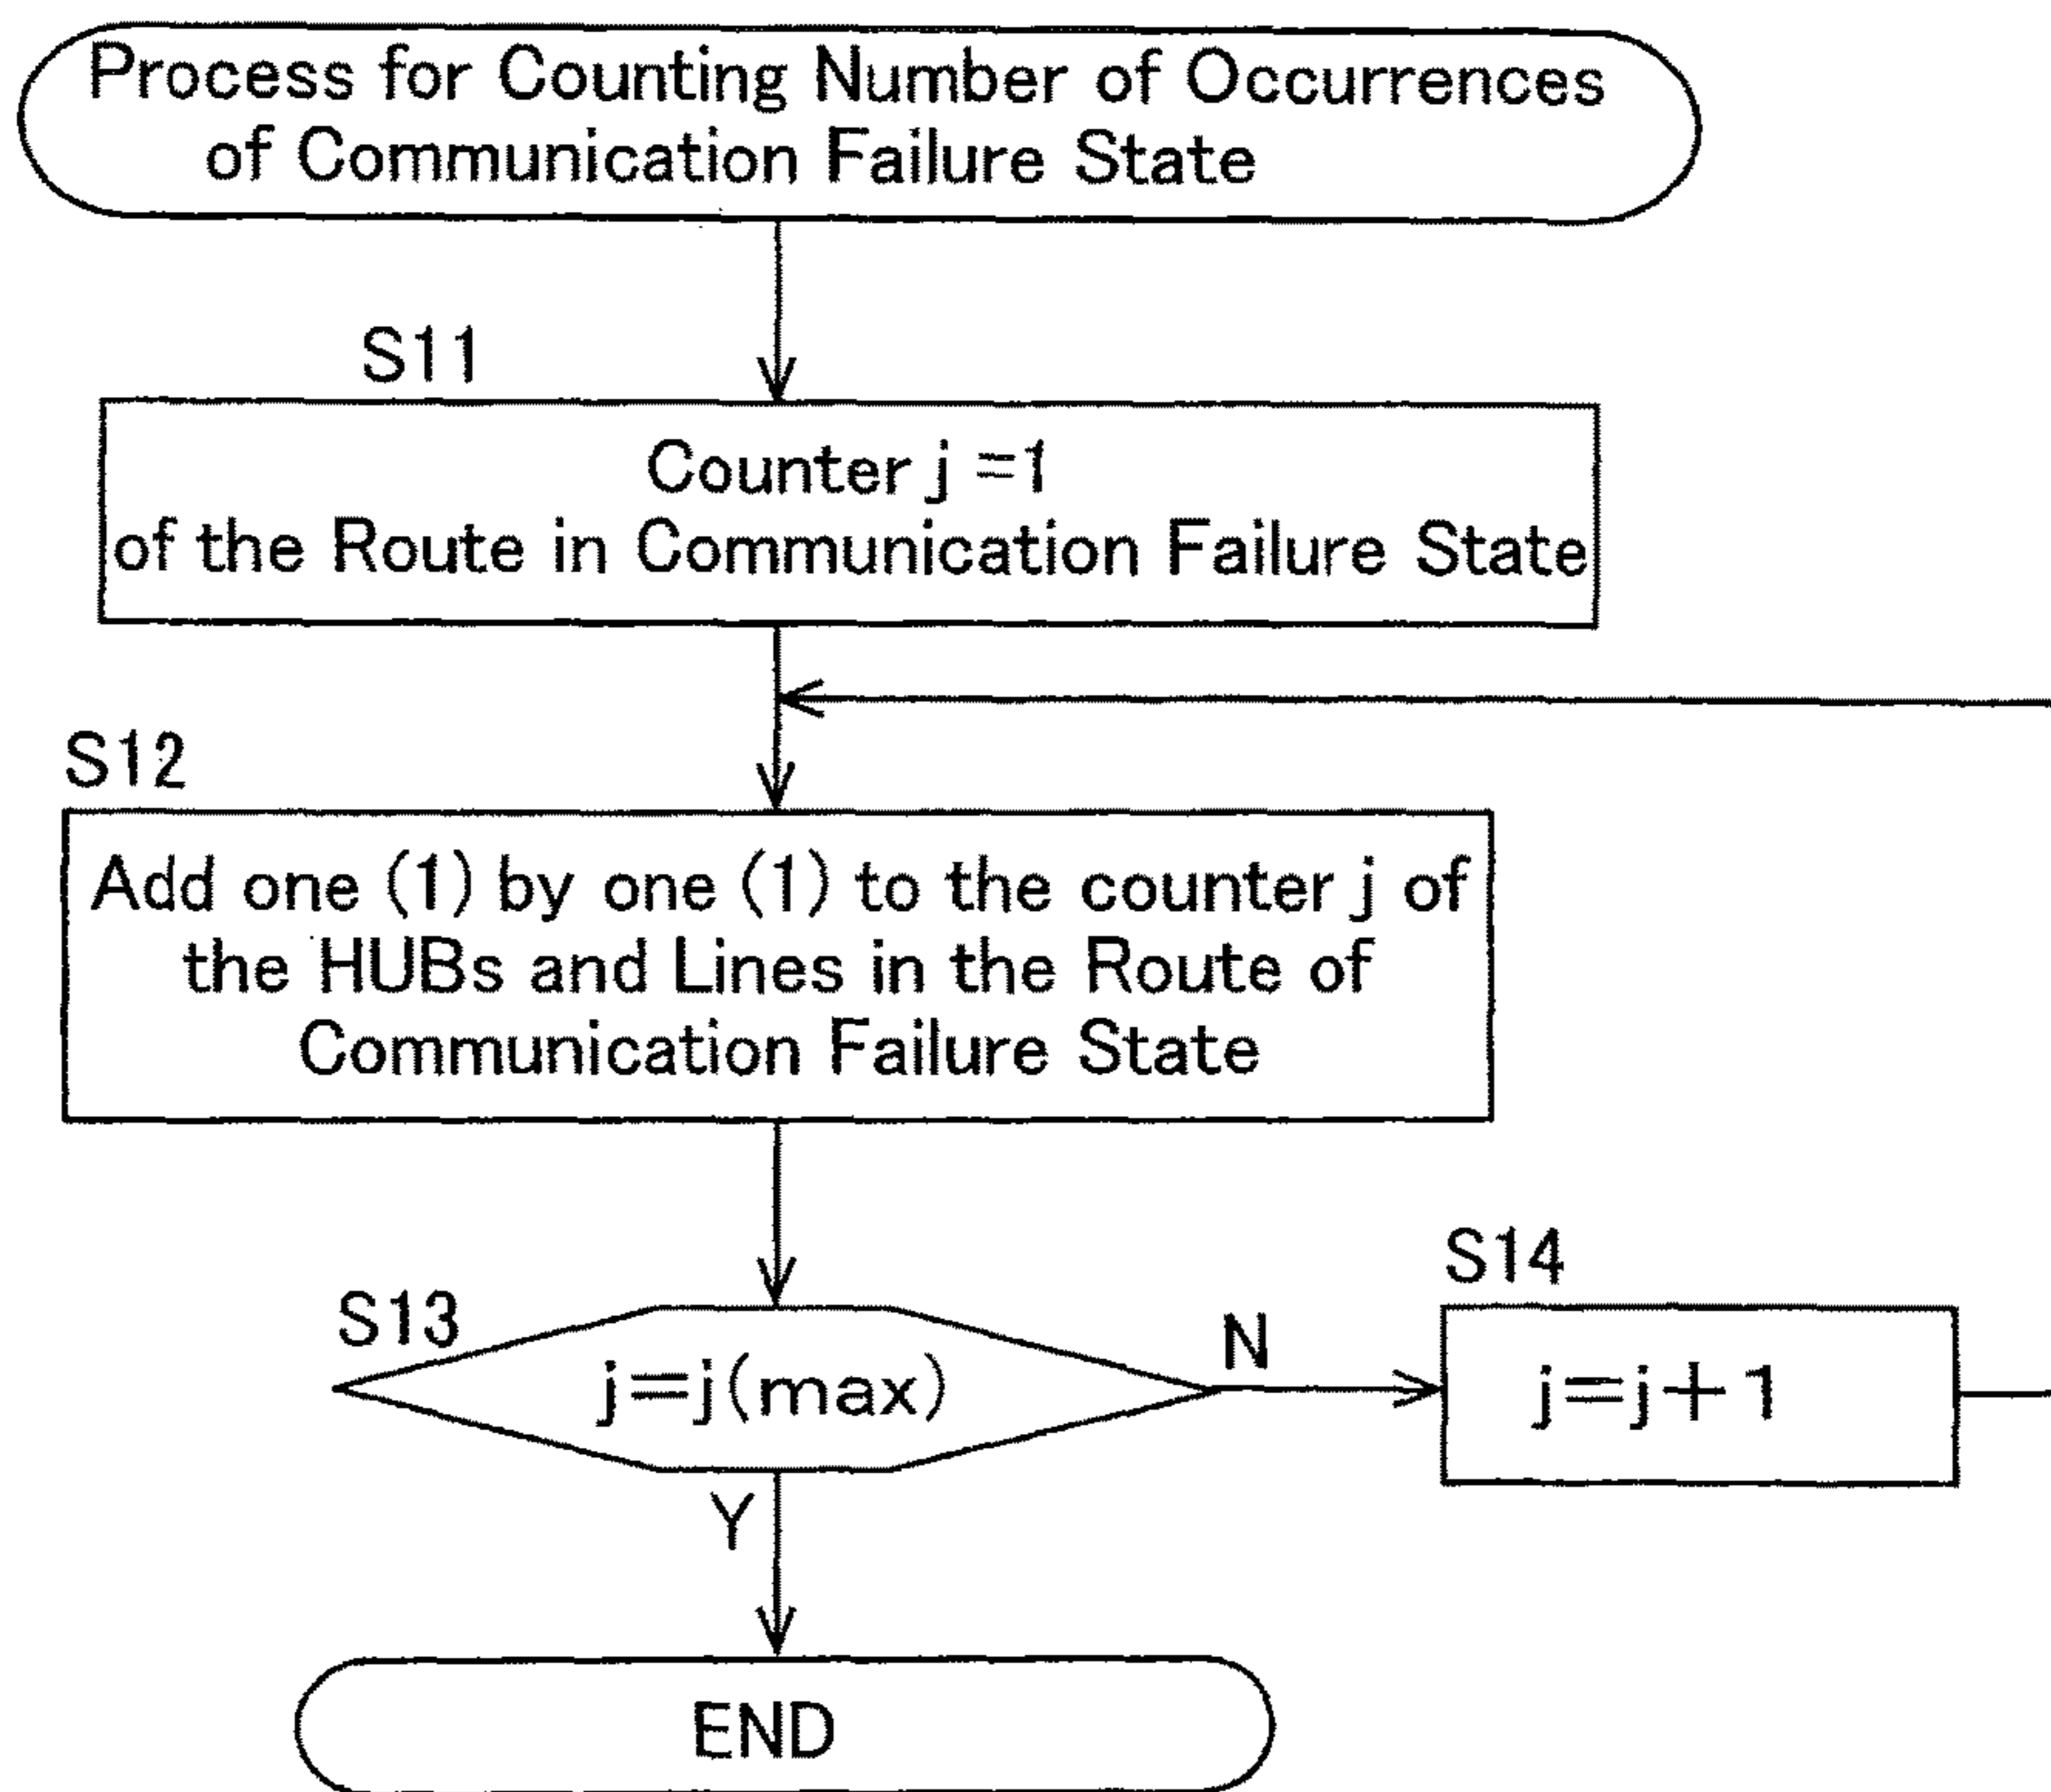 Process for Counting Number of Occurrences
of Communication Failure State
S11
Counter j =1
of the Route in Communication Failure State
S12
Add one (1) by one (1) to the counter j of
the HUBs and Lines in the Route of
Communication Failure State
S13
j=j(max)
N
S14
j=j+1
Y
END